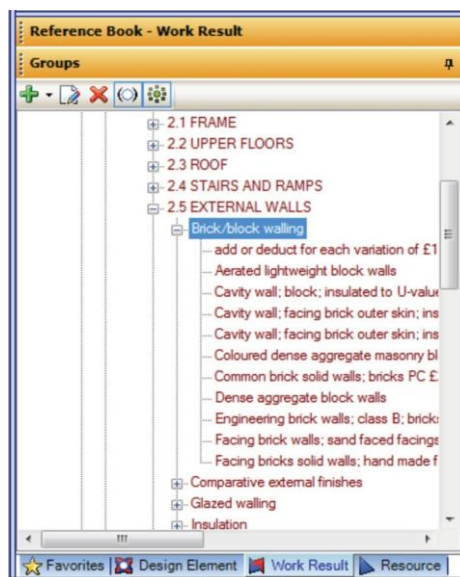 Reference Book - Work Result
Groups
2.1 FRAME
2.2 UPPER FLOORS
2.3 ROOF
2.4 STAIRS AND RAMPS
2.5 EXTERNAL WALLS
Brick/block walling
add or deduct for each variation of £1
Aerated lightweight block walls
Cavity wall; block; insulated to U-value
Cavity wall; facing brick outer skin; ins
Cavity wall; facing brick outer skin; ins
Coloured dense aggregate masonry bl
Common brick solid walls; bricks PC £
Dense aggregate block walls
Engineering brick walls; class B; bricks
Facing brick walls; sand faced facings
Facing bricks solid walls; hand made f
Comparative external finishes
Glazed walling
Insulation
Favorites Design Element Work Result Resource